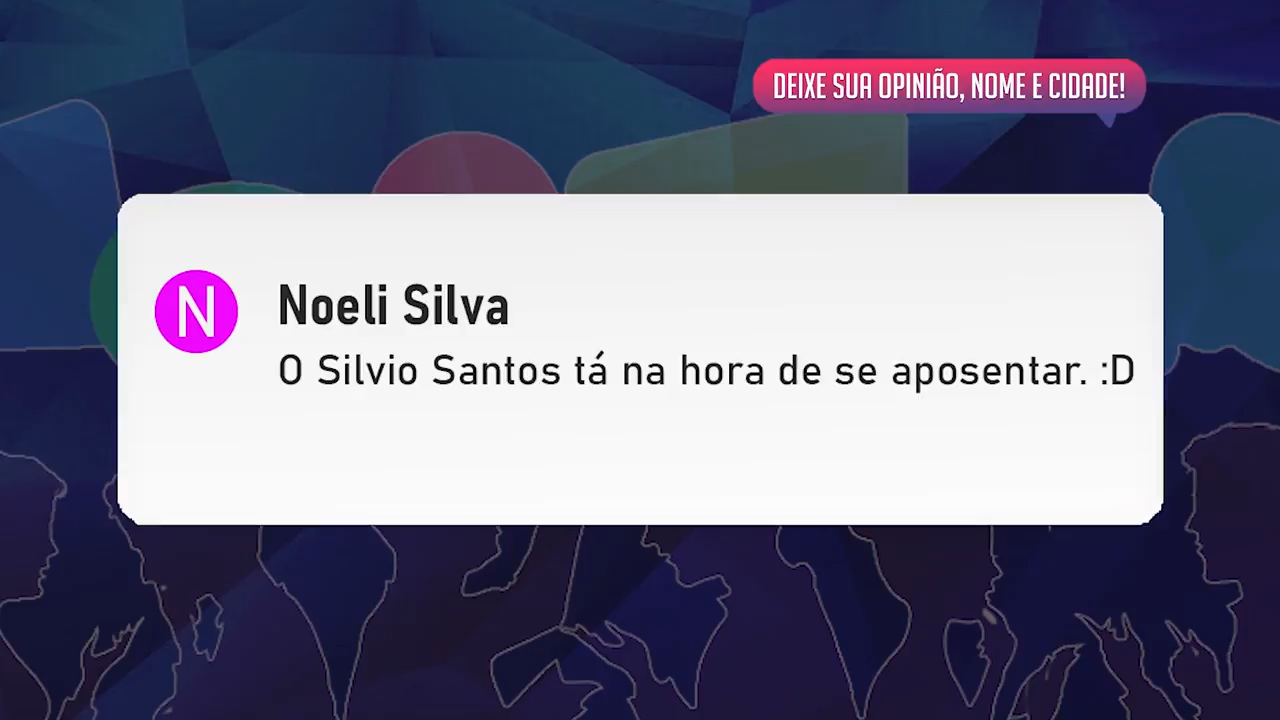 DEIXE SUA OPINIÃO, NOME E CIDADE!
N
Noeli Silva
O Silvio Santos tá na hora de se aposentar. :D